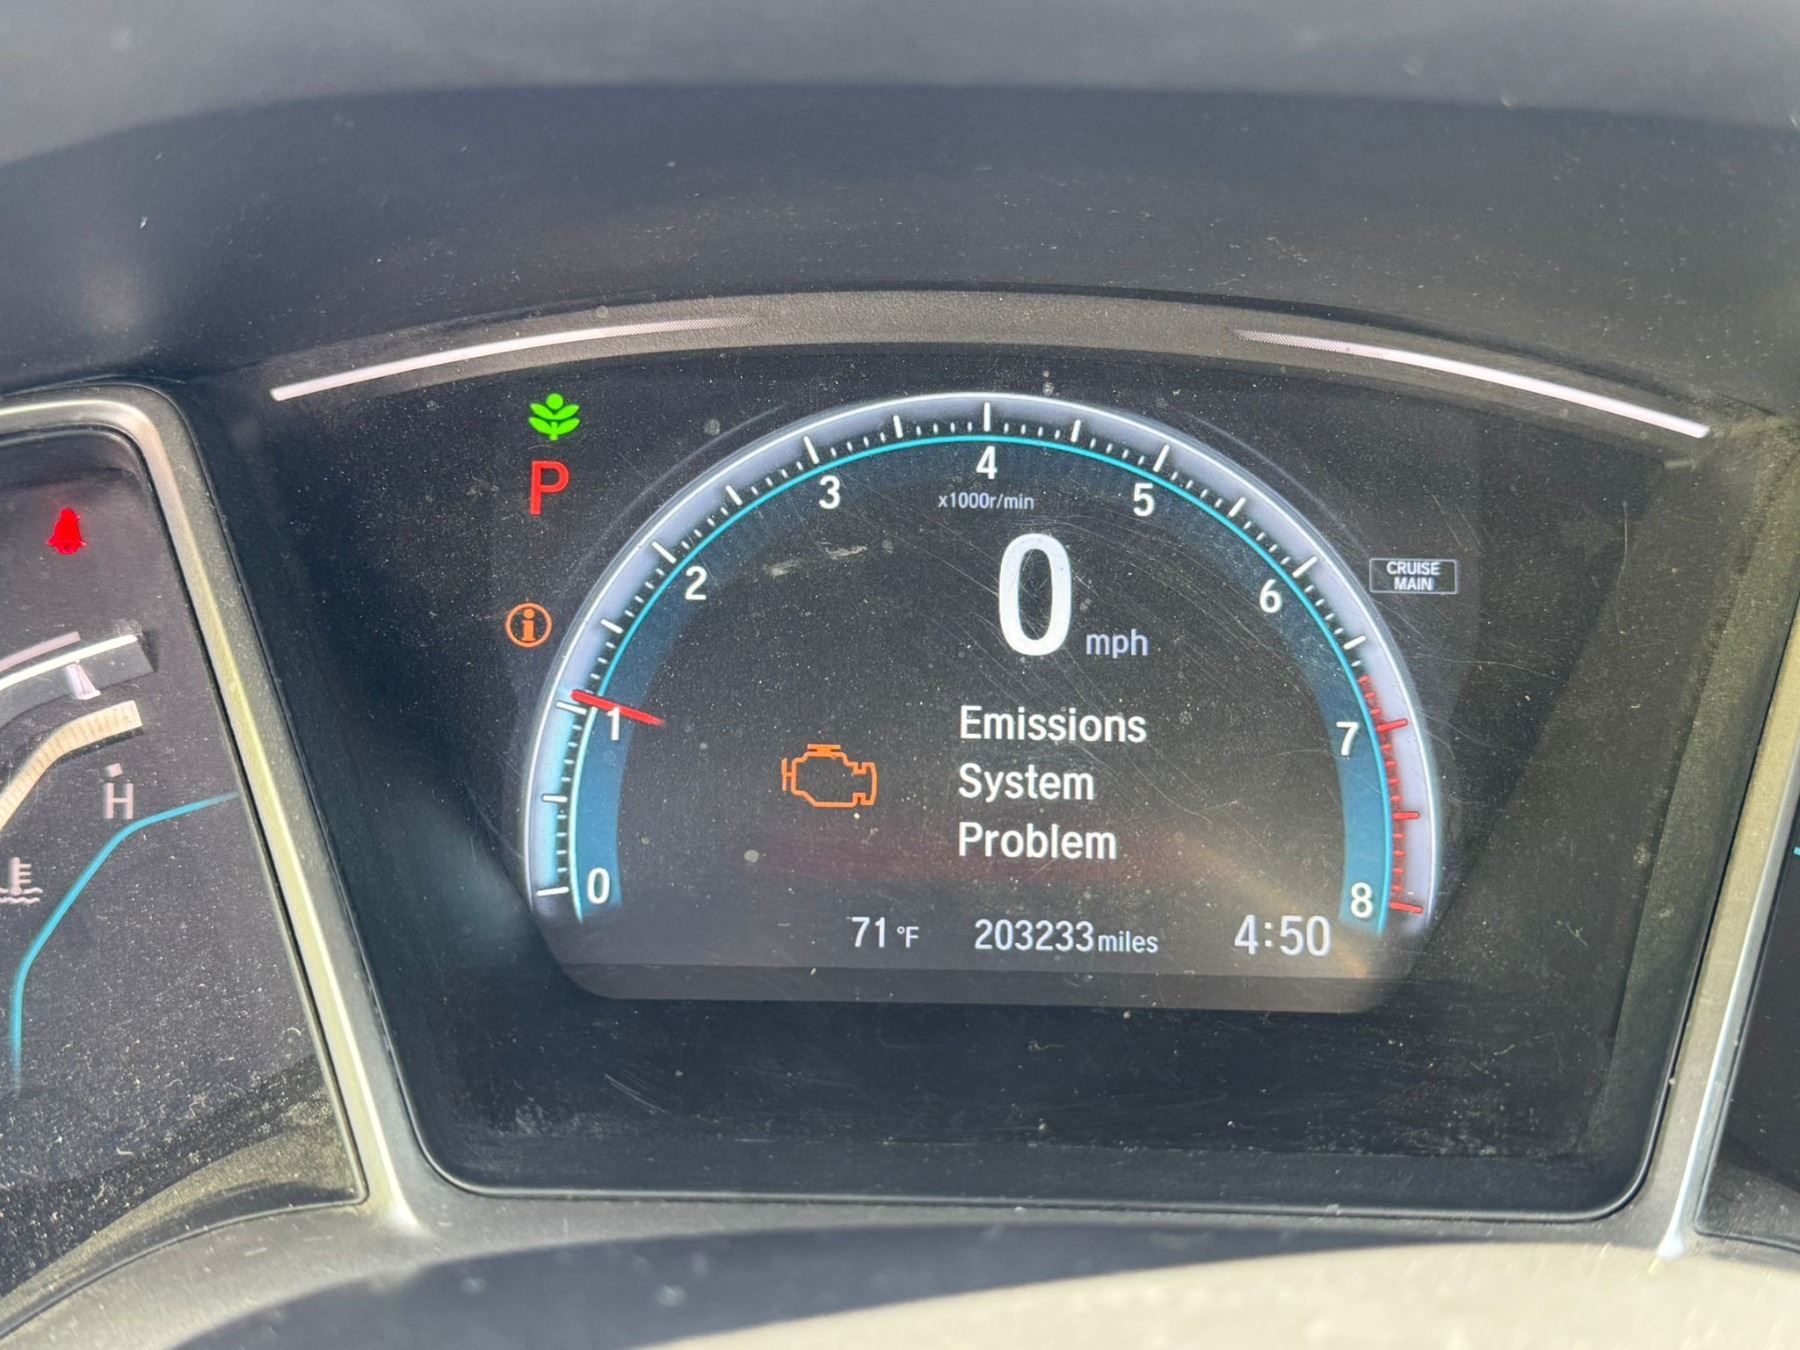 P
4
3
5
x1000r/min
2
6
0 mph
CRUISE
MAIN
i
1
7
Emissions
System
Problem
H
0
8
71 °F
203233 miles
4:50